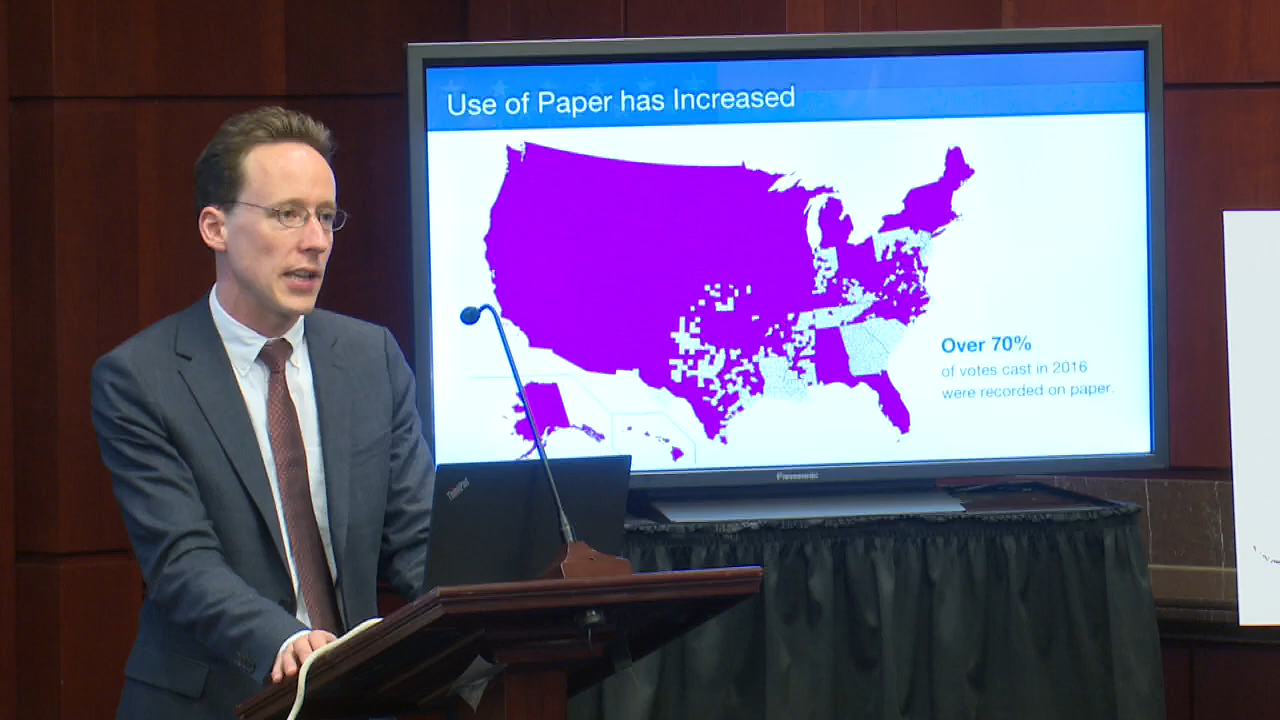 Use of Paper has Increased
Over 70%
of votes cast in 2016
were recorded on paper.
Panasonic
ThinkPad